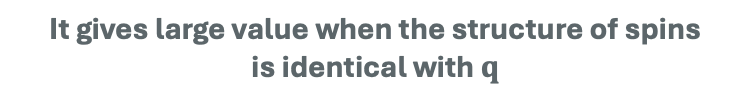 It gives large value when the structure of spins
is identical with q